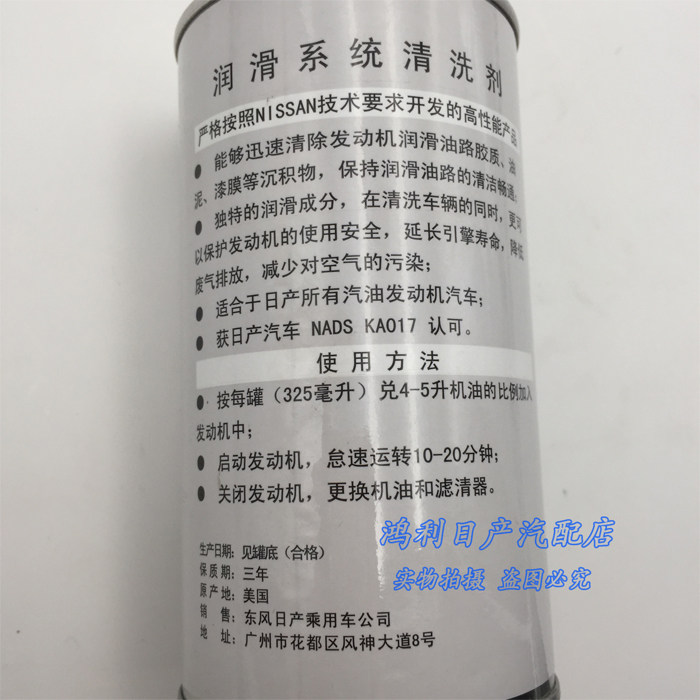 润滑系统清洗剂
严格按照NISSAN技术要求开发的高性能产品
● 能够迅速清除发动机润滑油路胶质、油
泥、漆膜等沉积物，保持润滑油路的清洁畅通；
● 独特的润滑成分，在清洗车辆的同时，更可
以保护发动机的使用安全，延长引擎寿命，降低
废气排放，减少对空气的污染；
● 适合于日产所有汽油发动机汽车；
● 获日产汽车 NADS KA017 认可。
使用方法
● 按每罐（325毫升）兑4-5升机油的比例加入
发动机中；
● 启动发动机，怠速运转10-20分钟；
● 关闭发动机，更换机油和滤清器。
鸿利日产汽配店
实物拍摄 盗图必究
生产日期：见罐底（合格）
保质期：三年
原产地：美国
销售：东风日产乘用车公司
地址：广州市花都区风神大道8号